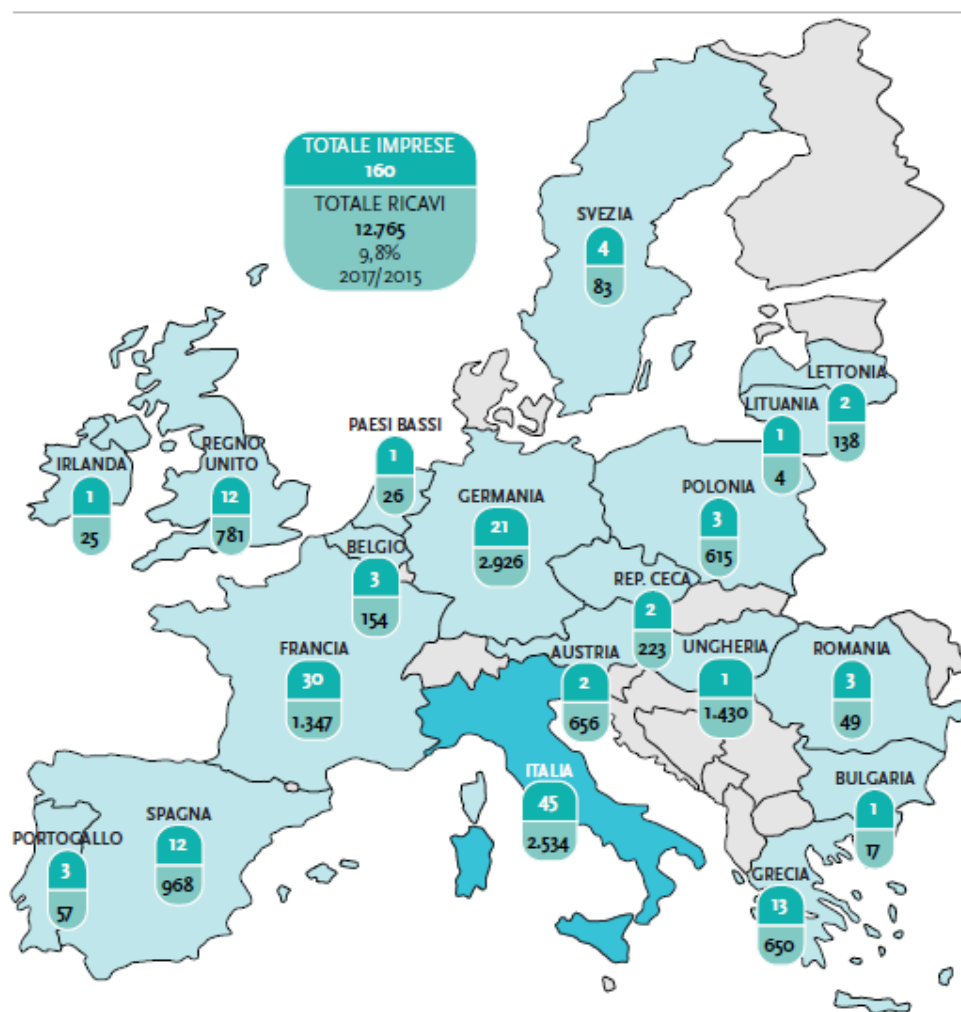 TOTALE IMPRESE
160
TOTALE RICAVI
12.765
9,8%
2017/2015
SVEZIA
4
83
LETTONIA
2
138
LITUANIA
1
4
PAESI BASSI
1
26
REGNO
UNITO
12
781
IRLANDA
1
25
GERMANIA
21
2.926
POLONIA
3
615
BELGIO
3
154
REP. CECA
2
223
FRANCIA
30
1.347
AUSTRIA
2
656
UNGHERIA
1
1.430
ROMANIA
3
49
ITALIA
45
2.534
BULGARIA
1
17
SPAGNA
12
968
PORTOGALLO
3
57
GRECIA
13
650